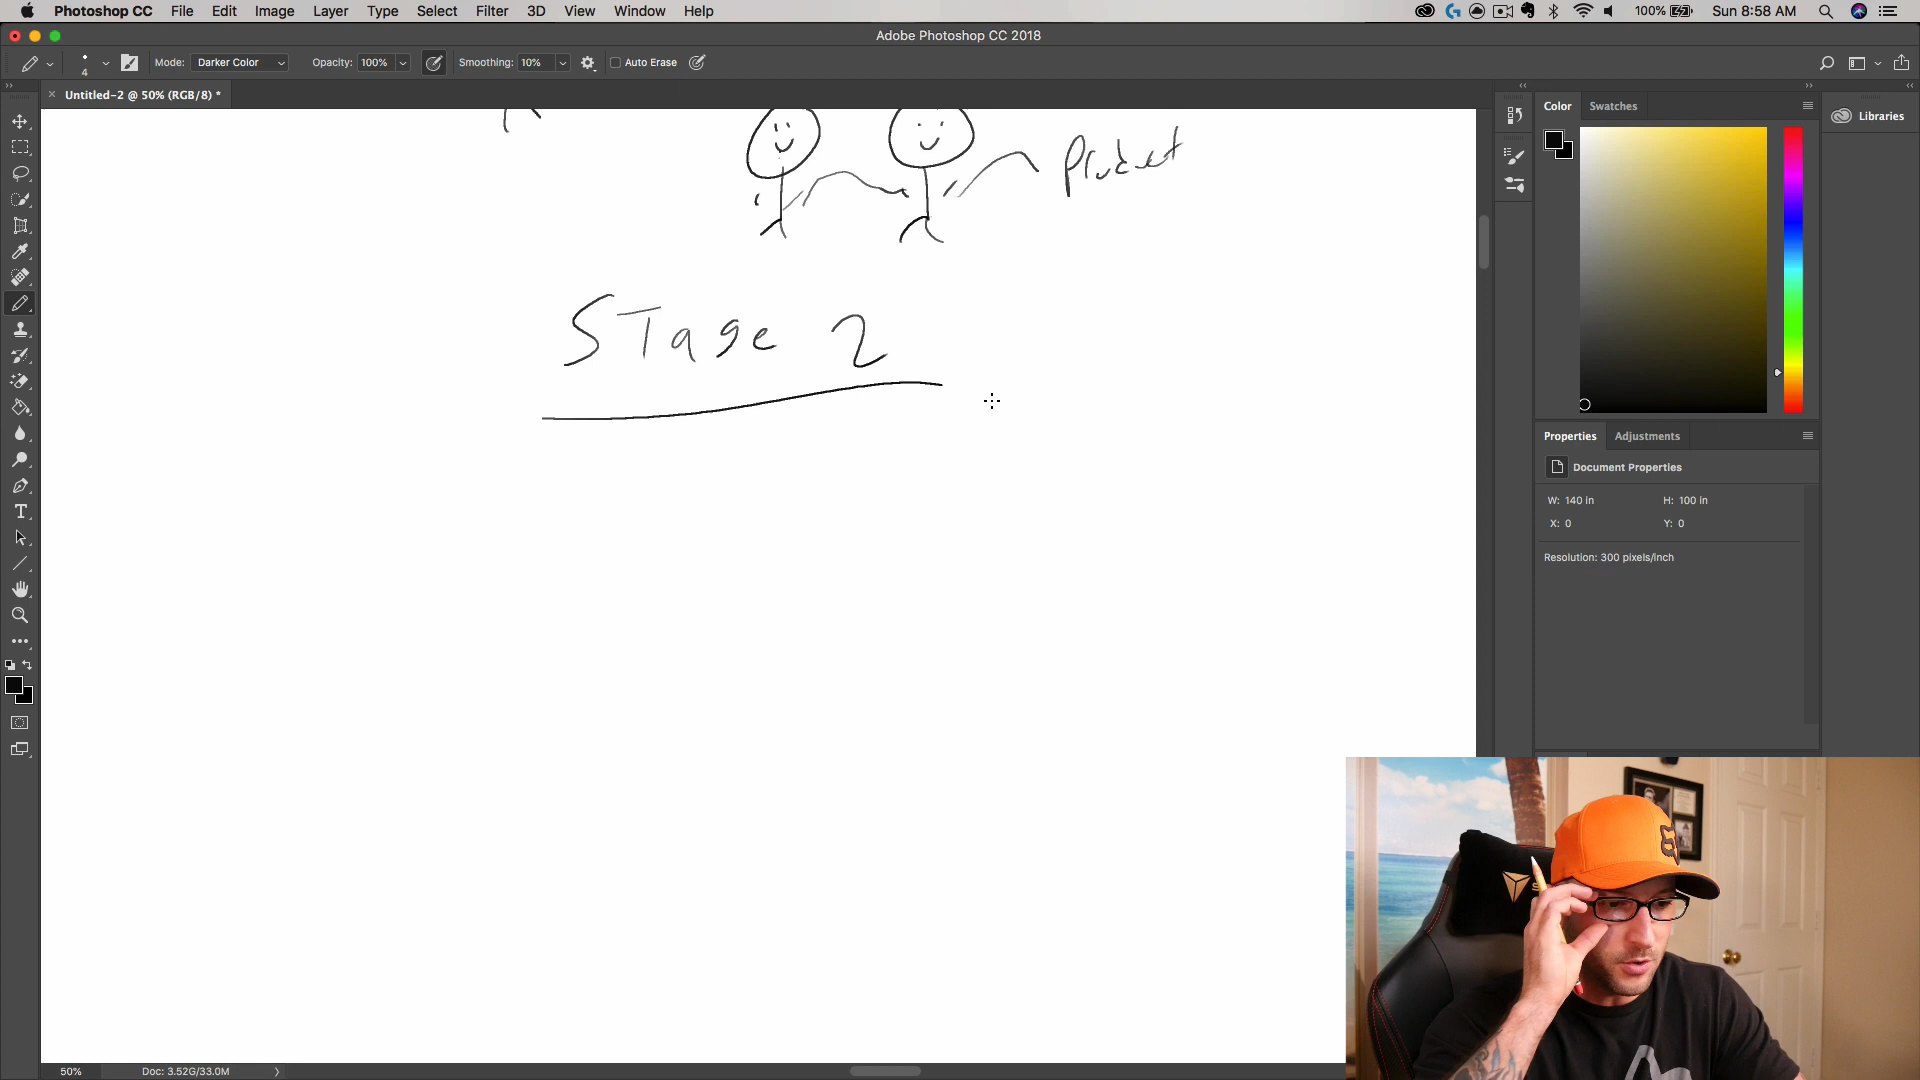 Photoshop CC File Edit Image Layer Type Select Filter 3D View Window Help 100% Sun 8:58 AM
Adobe Photoshop CC 2018
4 Mode: Darker Color Opacity: 100% Smoothing: 10% Auto Erase
Untitled-2 @ 50% (RGB/8) *
Color Swatches
Libraries
Product
STage 2
Properties Adjustments
Document Properties
W: 140 in H: 100 in
X: 0 Y: 0
Resolution: 300 pixels/inch
50% Doc: 3.52G/33.0M